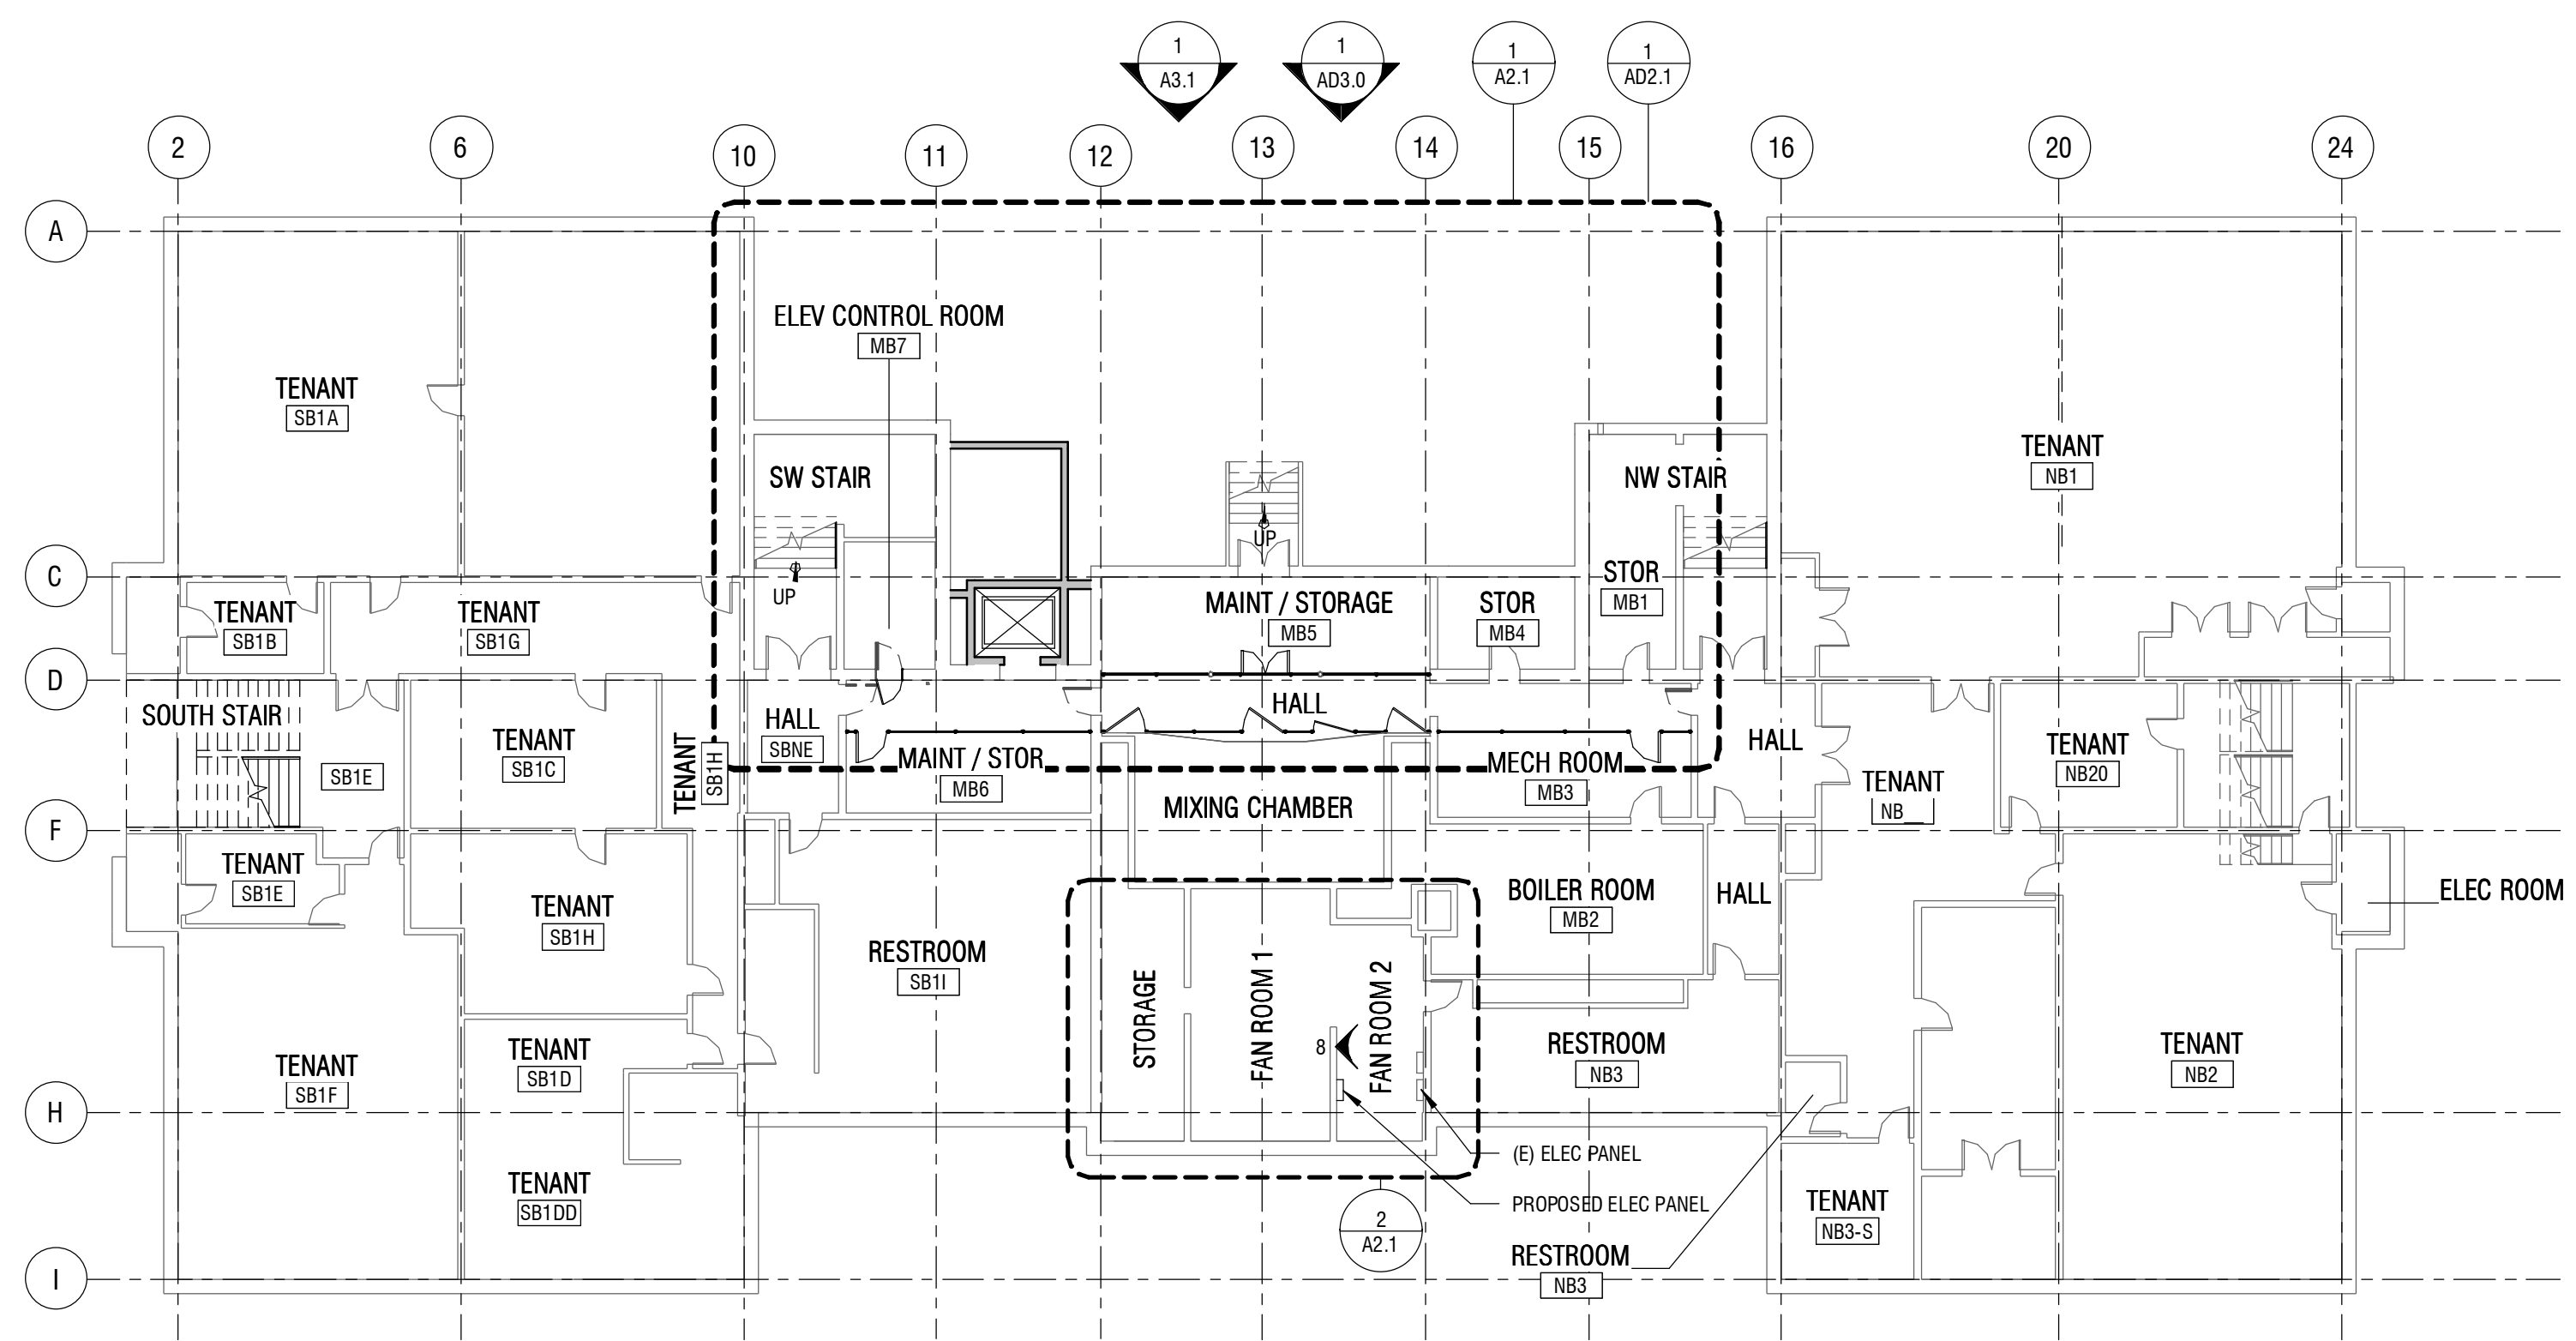 1
A3.1
1
AD3.0
1
A2.1
1
AD2.1
2
6
10
11
12
13
14
15
16
20
24
A
C
D
F
H
I
ELEV CONTROL ROOM
MB7
TENANT
SB1A
SW STAIR
UP
UP
NW STAIR
TENANT
NB1
TENANT
SB1B
TENANT
SB1G
MAINT / STORAGE
MB5
STOR
MB4
STOR
MB1
SOUTH STAIR
SB1E
TENANT
SB1C
TENANT
SB1H
HALL
SBNE
HALL
MAINT / STOR
MB6
MECH ROOM
MB3
HALL
TENANT
NB__
TENANT
NB20
MIXING CHAMBER
TENANT
SB1E
TENANT
SB1H
RESTROOM
SB1I
BOILER ROOM
MB2
HALL
ELEC ROOM
STORAGE
FAN ROOM 1
8
FAN ROOM 2
RESTROOM
NB3
TENANT
NB2
TENANT
SB1F
TENANT
SB1D
TENANT
SB1DD
(E) ELEC PANEL
PROPOSED ELEC PANEL
2
A2.1
RESTROOM
NB3
TENANT
NB3-S